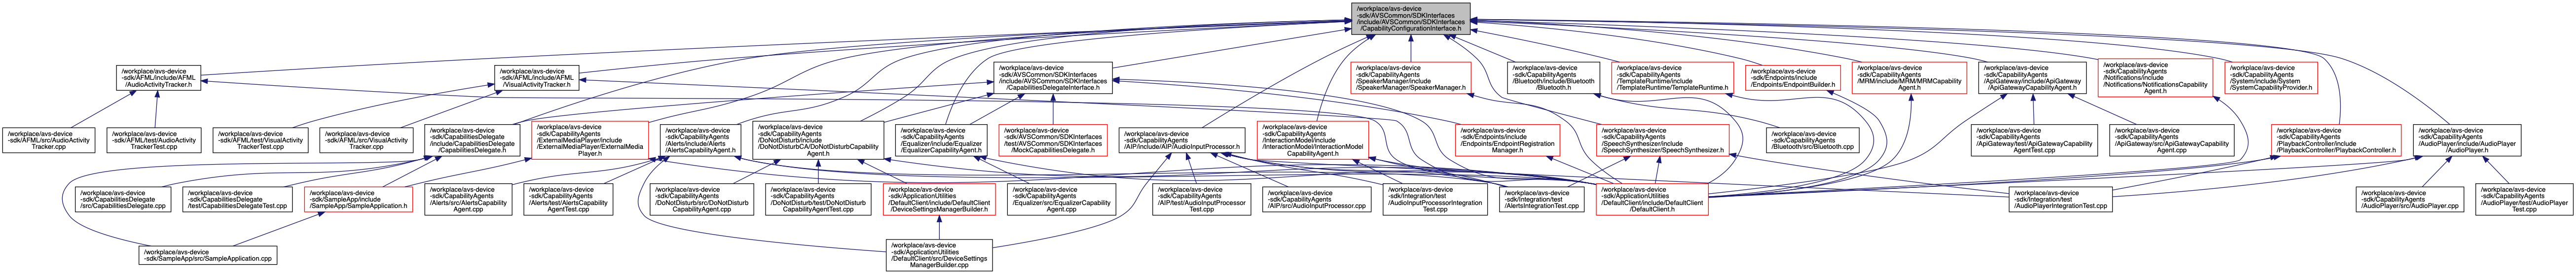 /workplace/avs-device
-sdk/AVSCommon/SDKInterfaces
/include/AVSCommon/SDKInterfaces
/CapabilityConfigurationInterface.h
/workplace/avs-device
-sdk/AFML/include/AFML
/AudioActivityTracker.h
/workplace/avs-device
-sdk/AFML/include/AFML
/VisualActivityTracker.h
/workplace/avs-device
-sdk/AVSCommon/SDKInterfaces
/include/AVSCommon/SDKInterfaces
/CapabilitiesDelegateInterface.h
/workplace/avs-device
-sdk/CapabilityAgents
/SpeakerManager/include
/SpeakerManager/SpeakerManager.h
/workplace/avs-device
-sdk/CapabilityAgents
/Bluetooth/include/Bluetooth
/Bluetooth.h
/workplace/avs-device
-sdk/CapabilityAgents
/TemplateRuntime/include
/TemplateRuntime/TemplateRuntime.h
/workplace/avs-device
-sdk/Endpoints/include
/Endpoints/EndpointBuilder.h
/workplace/avs-device
-sdk/CapabilityAgents
/MRM/include/MRM/MRMCapability
Agent.h
/workplace/avs-device
-sdk/CapabilityAgents
/ApiGateway/include/ApiGateway
/ApiGatewayCapabilityAgent.h
/workplace/avs-device
-sdk/CapabilityAgents
/Notifications/include
/Notifications/NotificationsCapability
Agent.h
/workplace/avs-device
-sdk/CapabilityAgents
/System/include/System
/SystemCapabilityProvider.h
/workplace/avs-device
-sdk/AFML/src/AudioActivity
Tracker.cpp
/workplace/avs-device
-sdk/AFML/test/AudioActivity
TrackerTest.cpp
/workplace/avs-device
-sdk/AFML/test/VisualActivity
TrackerTest.cpp
/workplace/avs-device
-sdk/AFML/src/VisualActivity
Tracker.cpp
/workplace/avs-device
-sdk/CapabilitiesDelegate
/include/CapabilitiesDelegate
/CapabilitiesDelegate.h
/workplace/avs-device
-sdk/CapabilityAgents
/ExternalMediaPlayer/include
/ExternalMediaPlayer/ExternalMedia
Player.h
/workplace/avs-device
-sdk/CapabilityAgents
/Alerts/include/Alerts
/AlertsCapabilityAgent.h
/workplace/avs-device
-sdk/CapabilityAgents
/DoNotDisturb/include
/DoNotDisturbCA/DoNotDisturbCapability
Agent.h
/workplace/avs-device
-sdk/CapabilityAgents
/Equalizer/include/Equalizer
/EqualizerCapabilityAgent.h
/workplace/avs-device
-sdk/AVSCommon/SDKInterfaces
/test/AVSCommon/SDKInterfaces
/MockCapabilitiesDelegate.h
/workplace/avs-device
-sdk/CapabilityAgents
/AIP/include/AIP/AudioInputProcessor.h
/workplace/avs-device
-sdk/CapabilityAgents
/InteractionModel/include
/InteractionModel/InteractionModel
CapabilityAgent.h
/workplace/avs-device
-sdk/Endpoints/include
/Endpoints/EndpointRegistration
Manager.h
/workplace/avs-device
-sdk/CapabilityAgents
/SpeechSynthesizer/include
/SpeechSynthesizer/SpeechSynthesizer.h
/workplace/avs-device
-sdk/CapabilityAgents
/Bluetooth/src/Bluetooth.cpp
/workplace/avs-device
-sdk/CapabilityAgents
/ApiGateway/test/ApiGatewayCapability
AgentTest.cpp
/workplace/avs-device
-sdk/CapabilityAgents
/ApiGateway/src/ApiGatewayCapability
Agent.cpp
/workplace/avs-device
-sdk/CapabilityAgents
/PlaybackController/include
/PlaybackController/PlaybackController.h
/workplace/avs-device
-sdk/CapabilityAgents
/AudioPlayer/include/AudioPlayer
/AudioPlayer.h
/workplace/avs-device
-sdk/CapabilitiesDelegate
/src/CapabilitiesDelegate.cpp
/workplace/avs-device
-sdk/CapabilitiesDelegate
/test/CapabilitiesDelegateTest.cpp
/workplace/avs-device
-sdk/SampleApp/include
/SampleApp/SampleApplication.h
/workplace/avs-device
-sdk/CapabilityAgents
/Alerts/src/AlertsCapability
Agent.cpp
/workplace/avs-device
-sdk/CapabilityAgents
/Alerts/test/AlertsCapability
AgentTest.cpp
/workplace/avs-device
-sdk/CapabilityAgents
/DoNotDisturb/src/DoNotDisturb
CapabilityAgent.cpp
/workplace/avs-device
-sdk/CapabilityAgents
/DoNotDisturb/test/DoNotDisturb
CapabilityAgentTest.cpp
/workplace/avs-device
-sdk/ApplicationUtilities
/DefaultClient/include/DefaultClient
/DeviceSettingsManagerBuilder.h
/workplace/avs-device
-sdk/CapabilityAgents
/Equalizer/src/EqualizerCapability
Agent.cpp
/workplace/avs-device
-sdk/CapabilityAgents
/AIP/test/AudioInputProcessor
Test.cpp
/workplace/avs-device
-sdk/CapabilityAgents
/AIP/src/AudioInputProcessor.cpp
/workplace/avs-device
-sdk/Integration/test
/AudioInputProcessorIntegration
Test.cpp
/workplace/avs-device
-sdk/Integration/test
/AlertsIntegrationTest.cpp
/workplace/avs-device
-sdk/ApplicationUtilities
/DefaultClient/include/DefaultClient
/DefaultClient.h
/workplace/avs-device
-sdk/Integration/test
/AudioPlayerIntegrationTest.cpp
/workplace/avs-device
-sdk/CapabilityAgents
/AudioPlayer/src/AudioPlayer.cpp
/workplace/avs-device
-sdk/CapabilityAgents
/AudioPlayer/test/AudioPlayer
Test.cpp
/workplace/avs-device
-sdk/SampleApp/src/SampleApplication.cpp
/workplace/avs-device
-sdk/ApplicationUtilities
/DefaultClient/src/DeviceSettings
ManagerBuilder.cpp